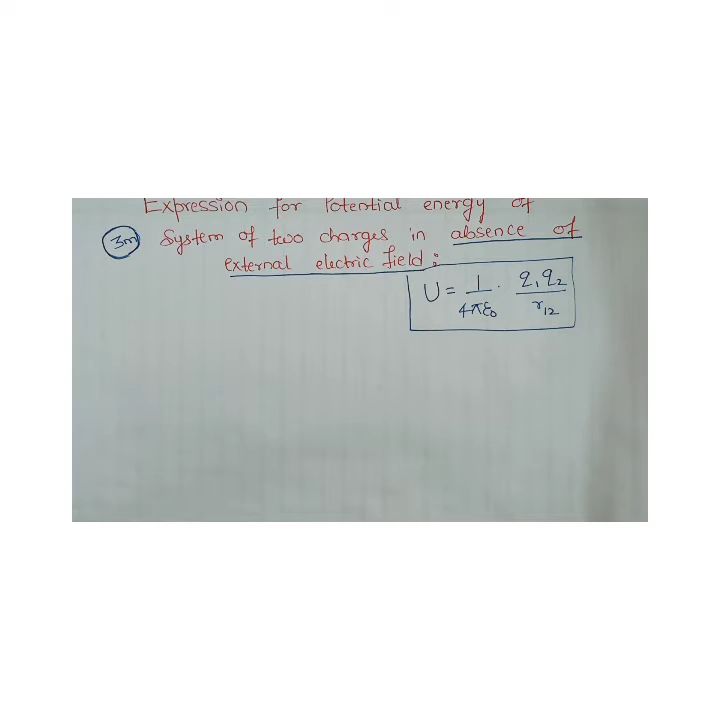 Expression for Potential energy of
3m System of two charges in absence of
external electric field :
U = 1/4πε₀ · q₁q₂/r₁₂